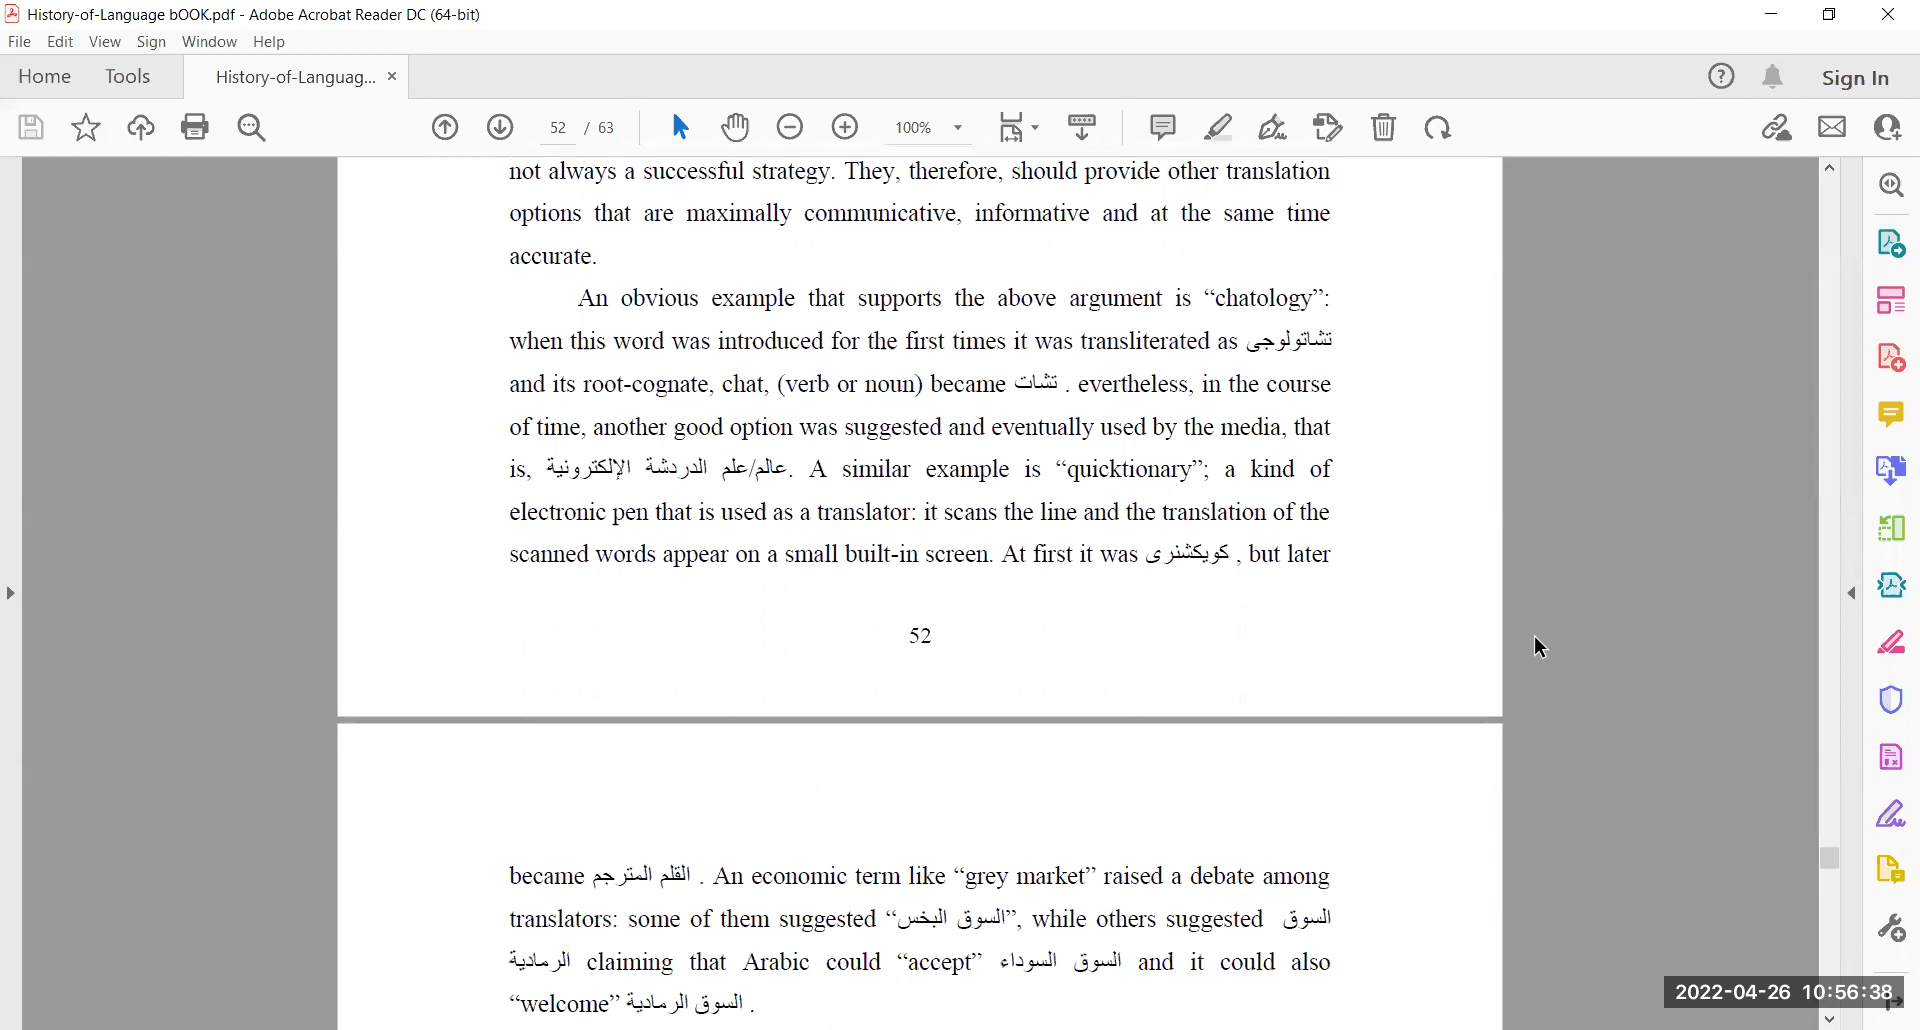 History-of-Language bOOK.pdf - Adobe Acrobat Reader DC (64-bit)
File Edit View Sign Window Help
Home Tools History-of-Languag... × Sign In
52 / 63 100%
not always a successful strategy. They, therefore, should provide other translation
options that are maximally communicative, informative and at the same time
accurate.
An obvious example that supports the above argument is “chatology”:
when this word was introduced for the first times it was transliterated as تشاتولوجى
and its root-cognate, chat, (verb or noun) became تشات . evertheless, in the course
of time, another good option was suggested and eventually used by the media, that
is, عالم/علم الدردشة الإلكترونية. A similar example is “quicktionary”; a kind of
electronic pen that is used as a translator: it scans the line and the translation of the
scanned words appear on a small built-in screen. At first it was كويكشنرى , but later
52
became القلم المترجم . An economic term like “grey market” raised a debate among
translators: some of them suggested “السوق البخس”, while others suggested السوق
الرمادية claiming that Arabic could “accept” السوق السوداء and it could also
“welcome” السوق الرمادية .
2022-04-26 10:56:38